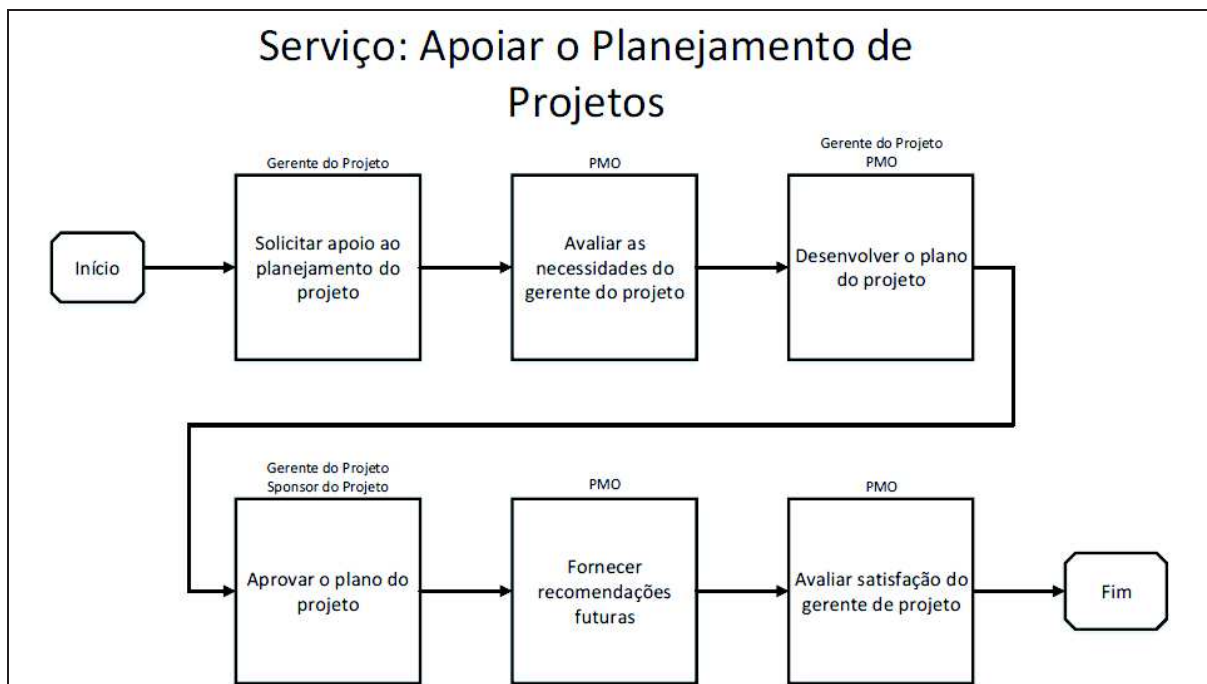 Serviço: Apoiar o Planejamento de
Projetos
Gerente do Projeto
PMO
Gerente do Projeto
PMO
Início
Solicitar apoio ao
planejamento do
projeto
Avaliar as
necessidades do
gerente do projeto
Desenvolver o plano
do projeto
Gerente do Projeto
Sponsor do Projeto
PMO
PMO
Aprovar o plano do
projeto
Fornecer
recomendações
futuras
Avaliar satisfação do
gerente de projeto
Fim